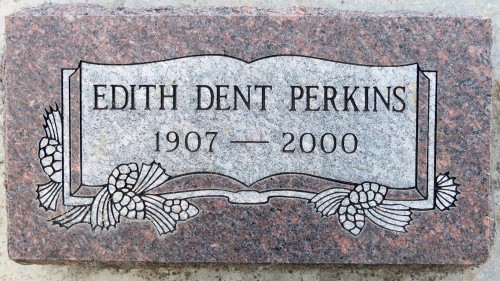 EDITH DENT PERKINS
1907 — 2000